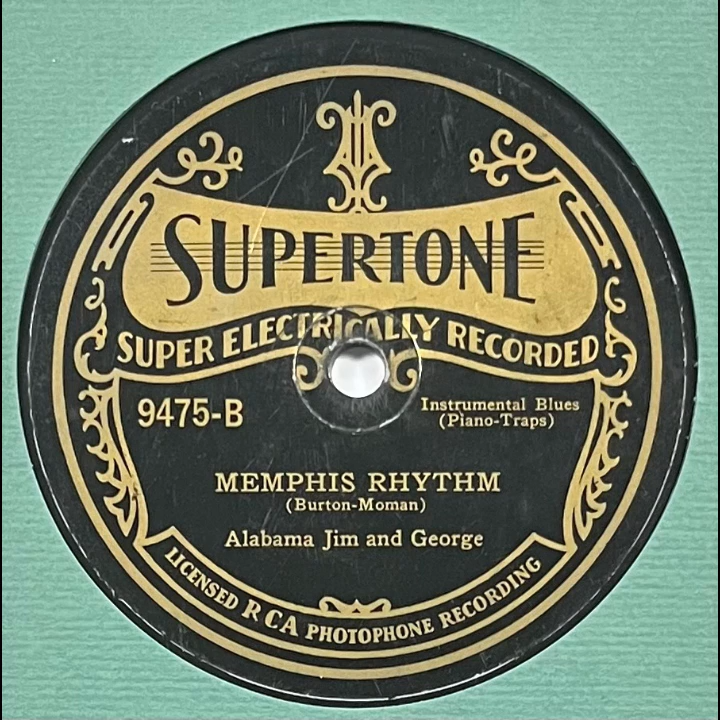 SUPERTONE
SUPER ELECTRICALLY RECORDED
9475-B
Instrumental Blues
(Piano-Traps)
MEMPHIS RHYTHM
(Burton-Moman)
Alabama Jim and George
LICENSED RCA PHOTOPHONE RECORDING